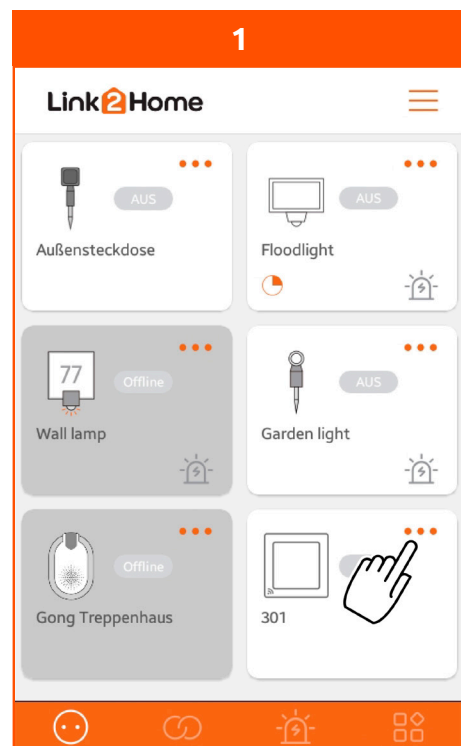 1
Link2Home
AUS
AUS
Außensteckdose
Floodlight
77
Offline
AUS
Wall lamp
Garden light
Offline
Gong Treppenhaus
301